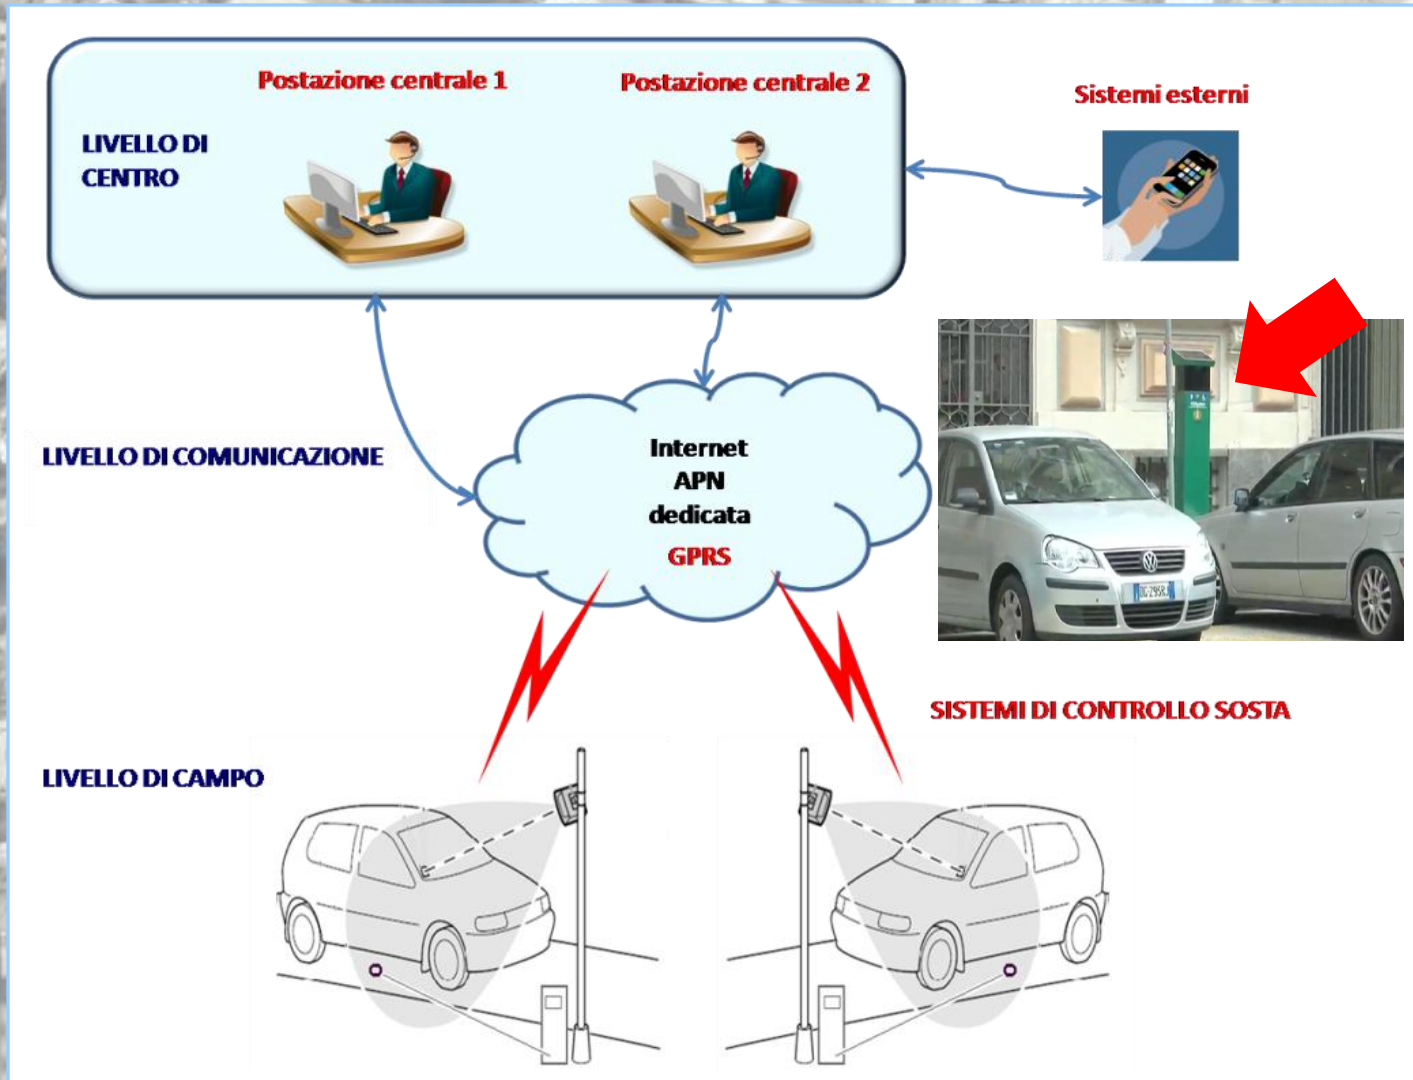 Postazione centrale 1
Postazione centrale 2
Sistemi esterni
LIVELLO DI
CENTRO
LIVELLO DI COMUNICAZIONE
Internet
APN
dedicata
GPRS
SISTEMI DI CONTROLLO SOSTA
LIVELLO DI CAMPO